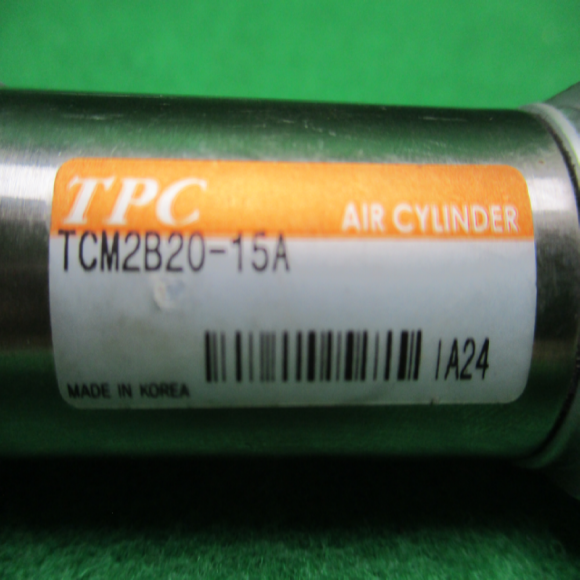 TPC AIR CYLINDER
TCM2B20-15A
IA24
MADE IN KOREA